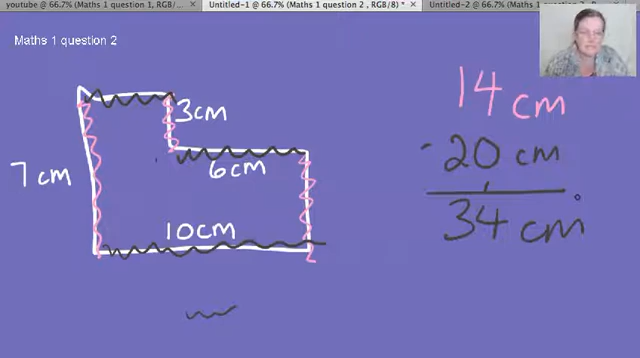 youtube @ 66.7% (Maths 1 question 1, RGB/8)
Untitled-1 @ 66.7% (Maths 1 question 2 , RGB/8) *
Untitled-2 @ 66.7% (Maths 1 question
Maths 1 question 2
14 cm
3cm
20 cm
7 cm
6cm
10cm
34 cm